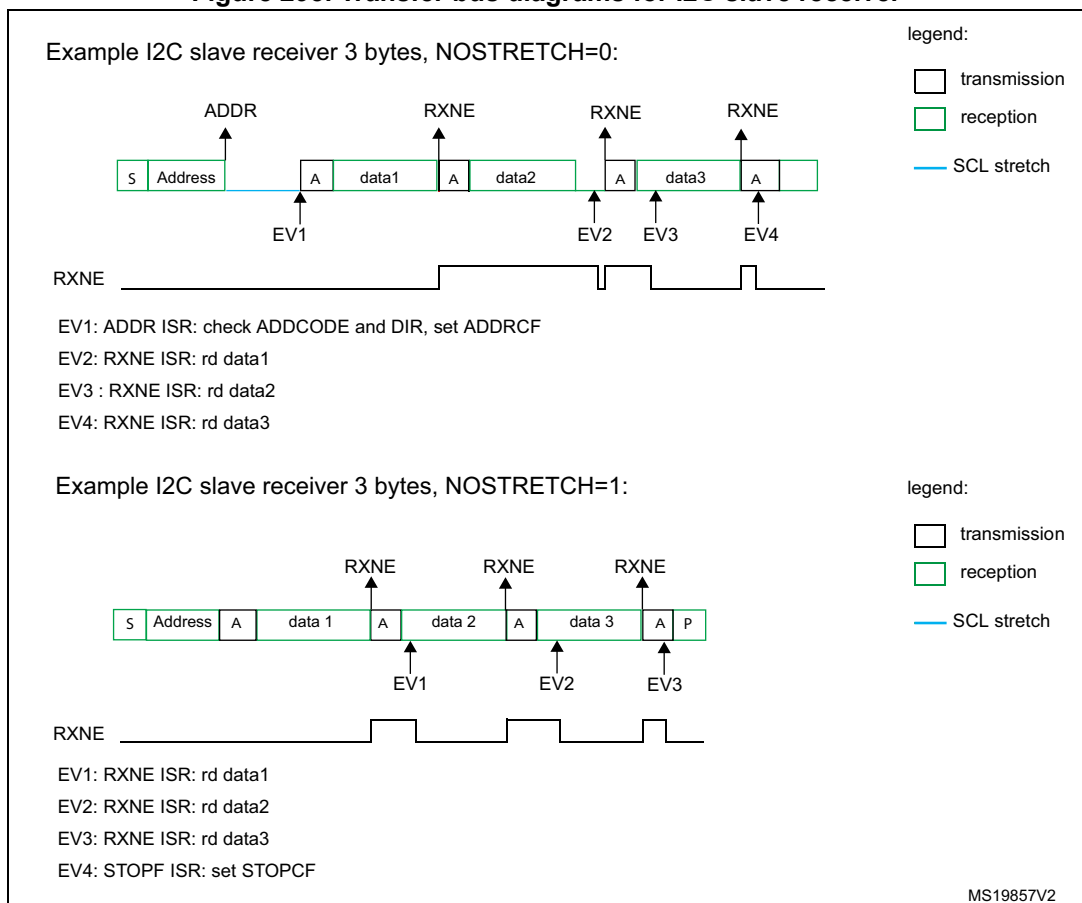 Example I2C slave receiver 3 bytes, NOSTRETCH=0:
legend:
transmission
reception
SCL stretch
ADDR RXNE RXNE RXNE
S Address A data1 A data2 A data3 A
EV1 EV2 EV3 EV4
RXNE
EV1: ADDR ISR: check ADDCODE and DIR, set ADDRCF
EV2: RXNE ISR: rd data1
EV3 : RXNE ISR: rd data2
EV4: RXNE ISR: rd data3
Example I2C slave receiver 3 bytes, NOSTRETCH=1:
legend:
transmission
reception
SCL stretch
RXNE RXNE RXNE
S Address A data 1 A data 2 A data 3 A P
EV1 EV2 EV3
RXNE
EV1: RXNE ISR: rd data1
EV2: RXNE ISR: rd data2
EV3: RXNE ISR: rd data3
EV4: STOPF ISR: set STOPCF
MS19857V2